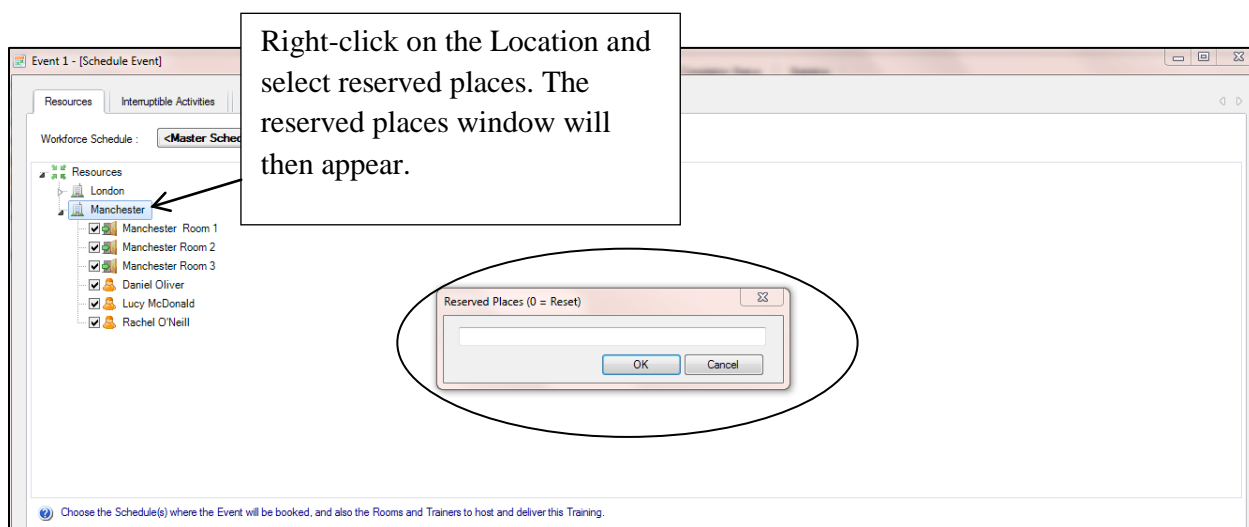 Right-click on the Location and
select reserved places. The
reserved places window will
then appear.
Event 1 - [Schedule Event]
Resources
Interruptible Activities
Workforce Schedule :
<Master Sched
Resources
London
Manchester
Manchester Room 1
Manchester Room 2
Manchester Room 3
Daniel Oliver
Lucy McDonald
Rachel O'Neill
Reserved Places (0 = Reset)
OK Cancel
Choose the Schedule(s) where the Event will be booked, and also the Rooms and Trainers to host and deliver this Training.